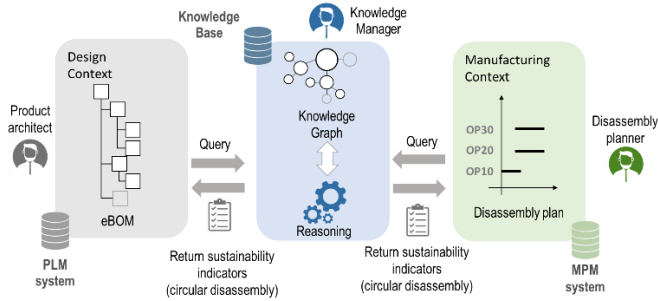 Knowledge
Base
Knowledge
Manager
Design
Context
Product
architect
eBOM
PLM
system
Query
Return sustainability
indicators
(circular disassembly)
Knowledge
Graph
Reasoning
Query
Return sustainability
indicators
(circular disassembly)
Manufacturing
Context
OP30
OP20
OP10
Disassembly plan
Disassembly
planner
MPM
system